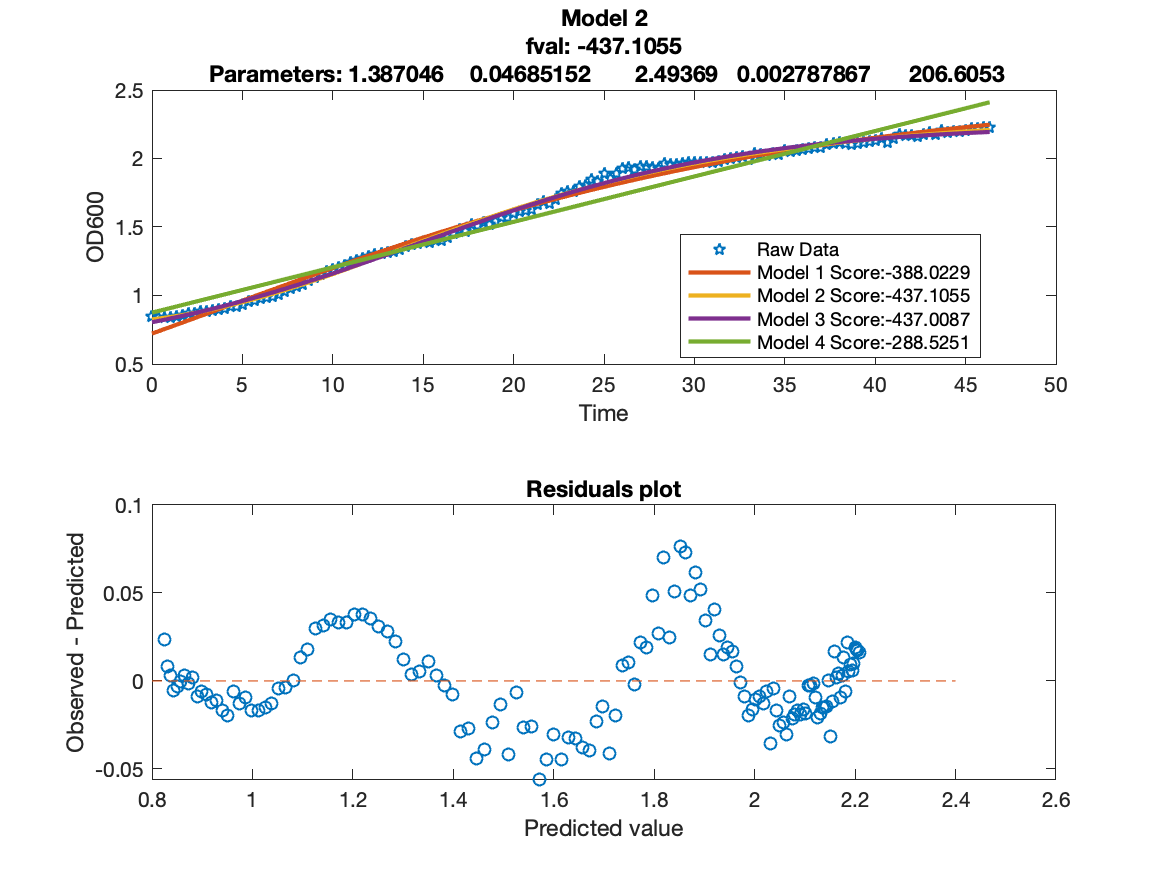 Model 2
fval: -437.1055
Parameters: 1.387046 0.04685152 2.49369 0.002787867 206.6053
2.5
2
1.5
1
0.5
OD600
Raw Data
Model 1 Score:-388.0229
Model 2 Score:-437.1055
Model 3 Score:-437.0087
Model 4 Score:-288.5251
0 5 10 15 20 25 30 35 40 45 50
Time
Residuals plot
0.1
0.05
0
-0.05
Observed - Predicted
0.8 1 1.2 1.4 1.6 1.8 2 2.2 2.4 2.6
Predicted value